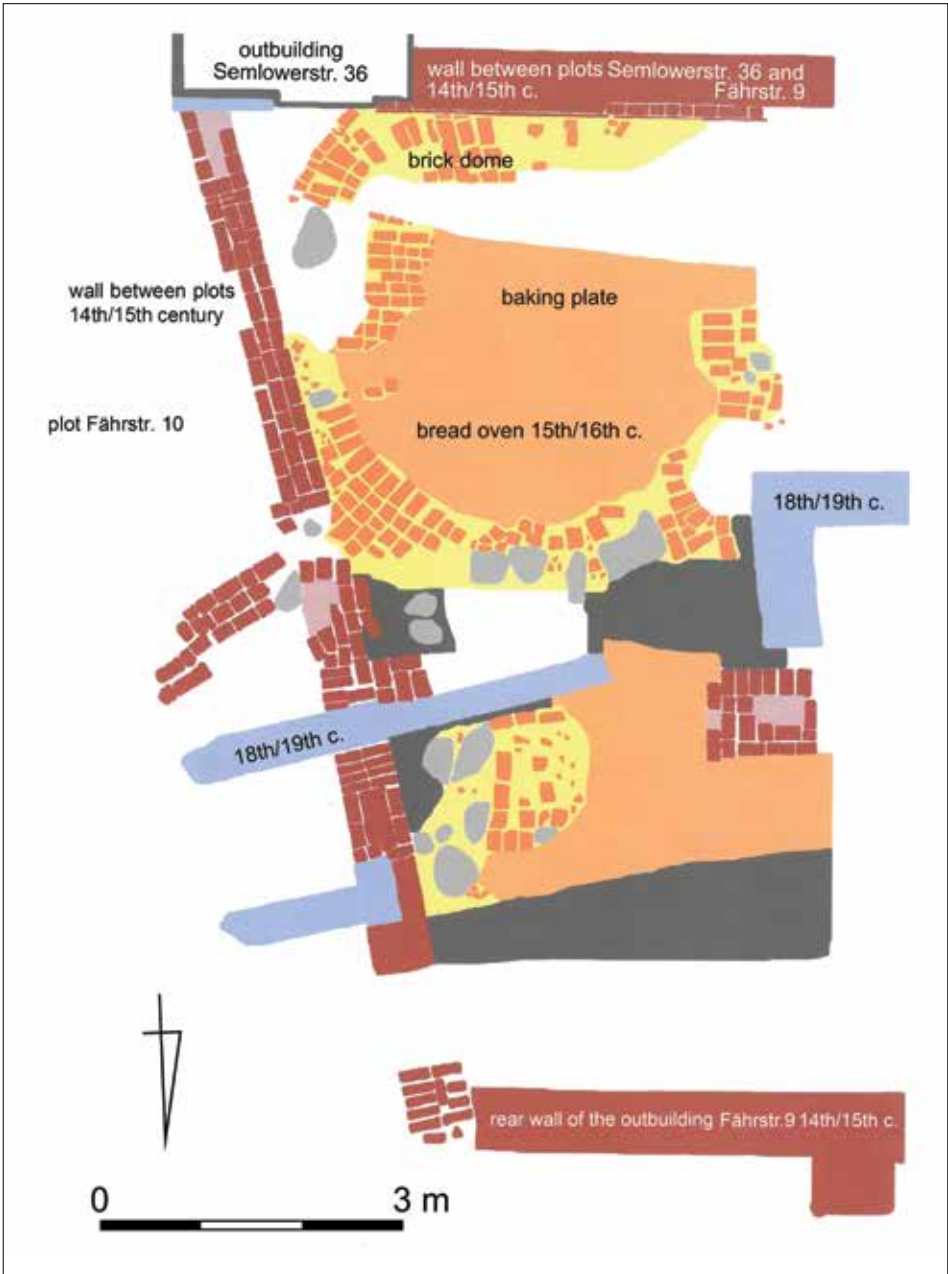 outbuilding
Semlowerstr. 36
wall between plots Semlowerstr. 36 and
14th/15th c. Fährstr. 9
brick dome
wall between plots
14th/15th century
baking plate
plot Fährstr. 10
bread oven 15th/16th c.
18th/19th c.
18th/19th c.
rear wall of the outbuilding Fährstr.9 14th/15th c.
0 3 m